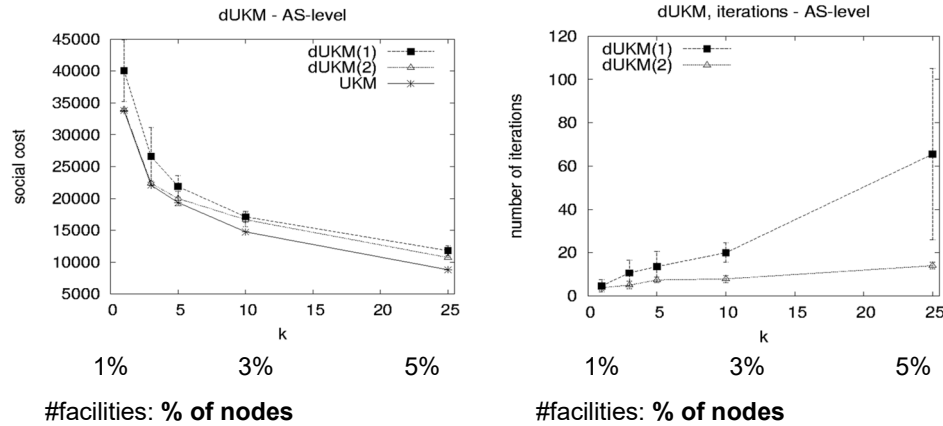 dUKM - AS-level
social cost
45000
40000
35000
30000
25000
20000
15000
10000
5000
dUKM(1)
dUKM(2)
UKM
0 5 10 15 20 25
k
1% 3% 5%
#facilities: % of nodes
dUKM, iterations - AS-level
number of iterations
120
100
80
60
40
20
0
dUKM(1)
dUKM(2)
0 5 10 15 20 25
k
1% 3% 5%
#facilities: % of nodes